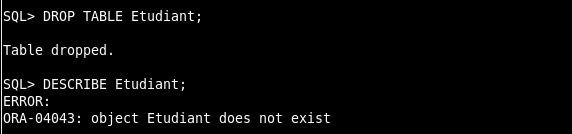 SQL> DROP TABLE Etudiant;
Table dropped.
SQL> DESCRIBE Etudiant;
ERROR:
ORA-04043: object Etudiant does not exist